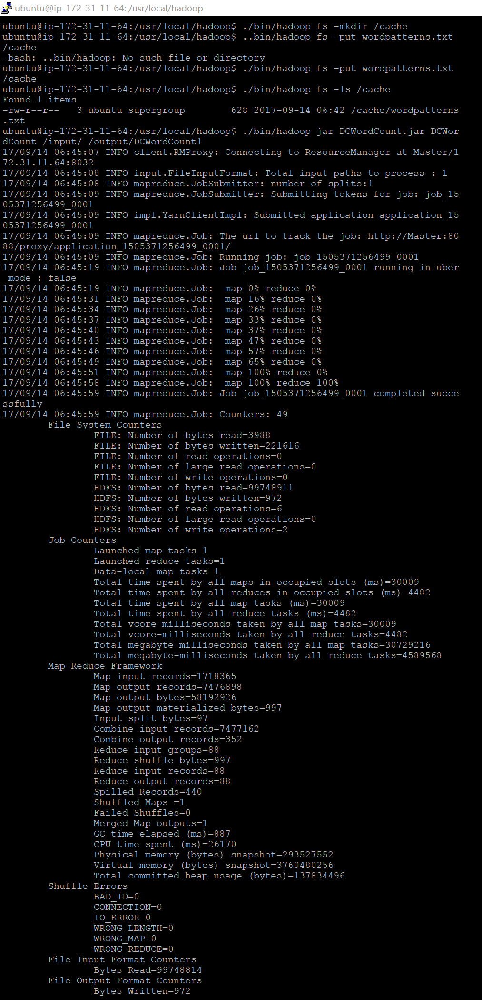 ubuntu@ip-172-31-11-64: /usr/local/hadoop
ubuntu@ip-172-31-11-64:/usr/local/hadoop$ ./bin/hadoop fs -mkdir /cache
ubuntu@ip-172-31-11-64:/usr/local/hadoop$ ..bin/hadoop fs -put wordpatterns.txt
/cache
-bash: ..bin/hadoop: No such file or directory
ubuntu@ip-172-31-11-64:/usr/local/hadoop$ ./bin/hadoop fs -put wordpatterns.txt
/cache
ubuntu@ip-172-31-11-64:/usr/local/hadoop$ ./bin/hadoop fs -ls /cache
Found 1 items
-rw-r--r--   3 ubuntu supergroup        628 2017-09-14 06:42 /cache/wordpatterns
.txt
ubuntu@ip-172-31-11-64:/usr/local/hadoop$ ./bin/hadoop jar DCWordCount.jar DCWor
dCount /input/ /output/DCWordCount1
17/09/14 06:45:07 INFO client.RMProxy: Connecting to ResourceManager at Master/1
72.31.11.64:8032
17/09/14 06:45:08 INFO input.FileInputFormat: Total input paths to process : 1
17/09/14 06:45:08 INFO mapreduce.JobSubmitter: number of splits:1
17/09/14 06:45:09 INFO mapreduce.JobSubmitter: Submitting tokens for job: job_15
05371256499_0001
17/09/14 06:45:09 INFO impl.YarnClientImpl: Submitted application application_15
05371256499_0001
17/09/14 06:45:09 INFO mapreduce.Job: The url to track the job: http://Master:80
88/proxy/application_1505371256499_0001/
17/09/14 06:45:09 INFO mapreduce.Job: Running job: job_1505371256499_0001
17/09/14 06:45:19 INFO mapreduce.Job: Job job_1505371256499_0001 running in uber
 mode : false
17/09/14 06:45:19 INFO mapreduce.Job:  map 0% reduce 0%
17/09/14 06:45:31 INFO mapreduce.Job:  map 16% reduce 0%
17/09/14 06:45:34 INFO mapreduce.Job:  map 26% reduce 0%
17/09/14 06:45:37 INFO mapreduce.Job:  map 33% reduce 0%
17/09/14 06:45:40 INFO mapreduce.Job:  map 37% reduce 0%
17/09/14 06:45:43 INFO mapreduce.Job:  map 47% reduce 0%
17/09/14 06:45:46 INFO mapreduce.Job:  map 57% reduce 0%
17/09/14 06:45:49 INFO mapreduce.Job:  map 65% reduce 0%
17/09/14 06:45:51 INFO mapreduce.Job:  map 100% reduce 0%
17/09/14 06:45:58 INFO mapreduce.Job:  map 100% reduce 100%
17/09/14 06:45:59 INFO mapreduce.Job: Job job_1505371256499_0001 completed succe
ssfully
17/09/14 06:45:59 INFO mapreduce.Job: Counters: 49
File System Counters
FILE: Number of bytes read=3988
FILE: Number of bytes written=221616
FILE: Number of read operations=0
FILE: Number of large read operations=0
FILE: Number of write operations=0
HDFS: Number of bytes read=99748911
HDFS: Number of bytes written=972
HDFS: Number of read operations=6
HDFS: Number of large read operations=0
HDFS: Number of write operations=2
Job Counters
Launched map tasks=1
Launched reduce tasks=1
Data-local map tasks=1
Total time spent by all maps in occupied slots (ms)=30009
Total time spent by all reduces in occupied slots (ms)=4482
Total time spent by all map tasks (ms)=30009
Total time spent by all reduce tasks (ms)=4482
Total vcore-milliseconds taken by all map tasks=30009
Total vcore-milliseconds taken by all reduce tasks=4482
Total megabyte-milliseconds taken by all map tasks=30729216
Total megabyte-milliseconds taken by all reduce tasks=4589568
Map-Reduce Framework
Map input records=1718365
Map output records=7476898
Map output bytes=58192926
Map output materialized bytes=997
Input split bytes=97
Combine input records=7477162
Combine output records=352
Reduce input groups=88
Reduce shuffle bytes=997
Reduce input records=88
Reduce output records=88
Spilled Records=440
Shuffled Maps =1
Failed Shuffles=0
Merged Map outputs=1
GC time elapsed (ms)=887
CPU time spent (ms)=26170
Physical memory (bytes) snapshot=293527552
Virtual memory (bytes) snapshot=3760480256
Total committed heap usage (bytes)=137834496
Shuffle Errors
BAD_ID=0
CONNECTION=0
IO_ERROR=0
WRONG_LENGTH=0
WRONG_MAP=0
WRONG_REDUCE=0
File Input Format Counters
Bytes Read=99748814
File Output Format Counters
Bytes Written=972